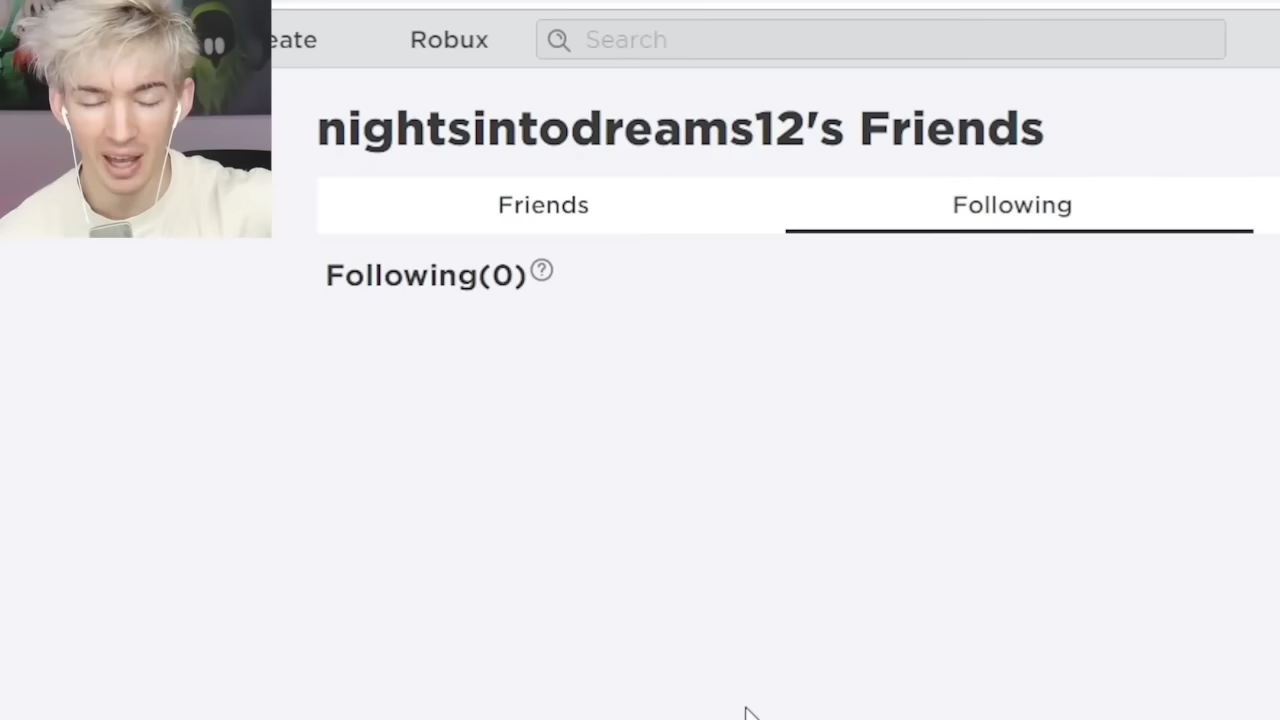 eate Robux Search
nightsintodreams12's Friends
Friends Following
Following(0)